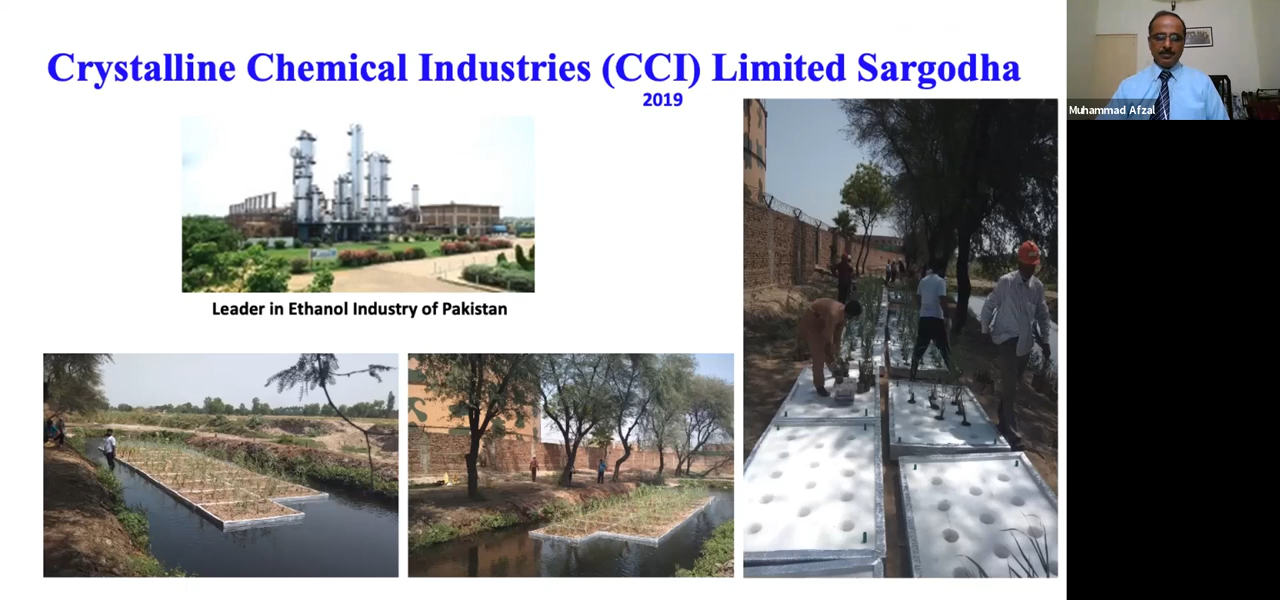 Crystalline Chemical Industries (CCI) Limited Sargodha
2019
Leader in Ethanol Industry of Pakistan
Muhammad Afzal